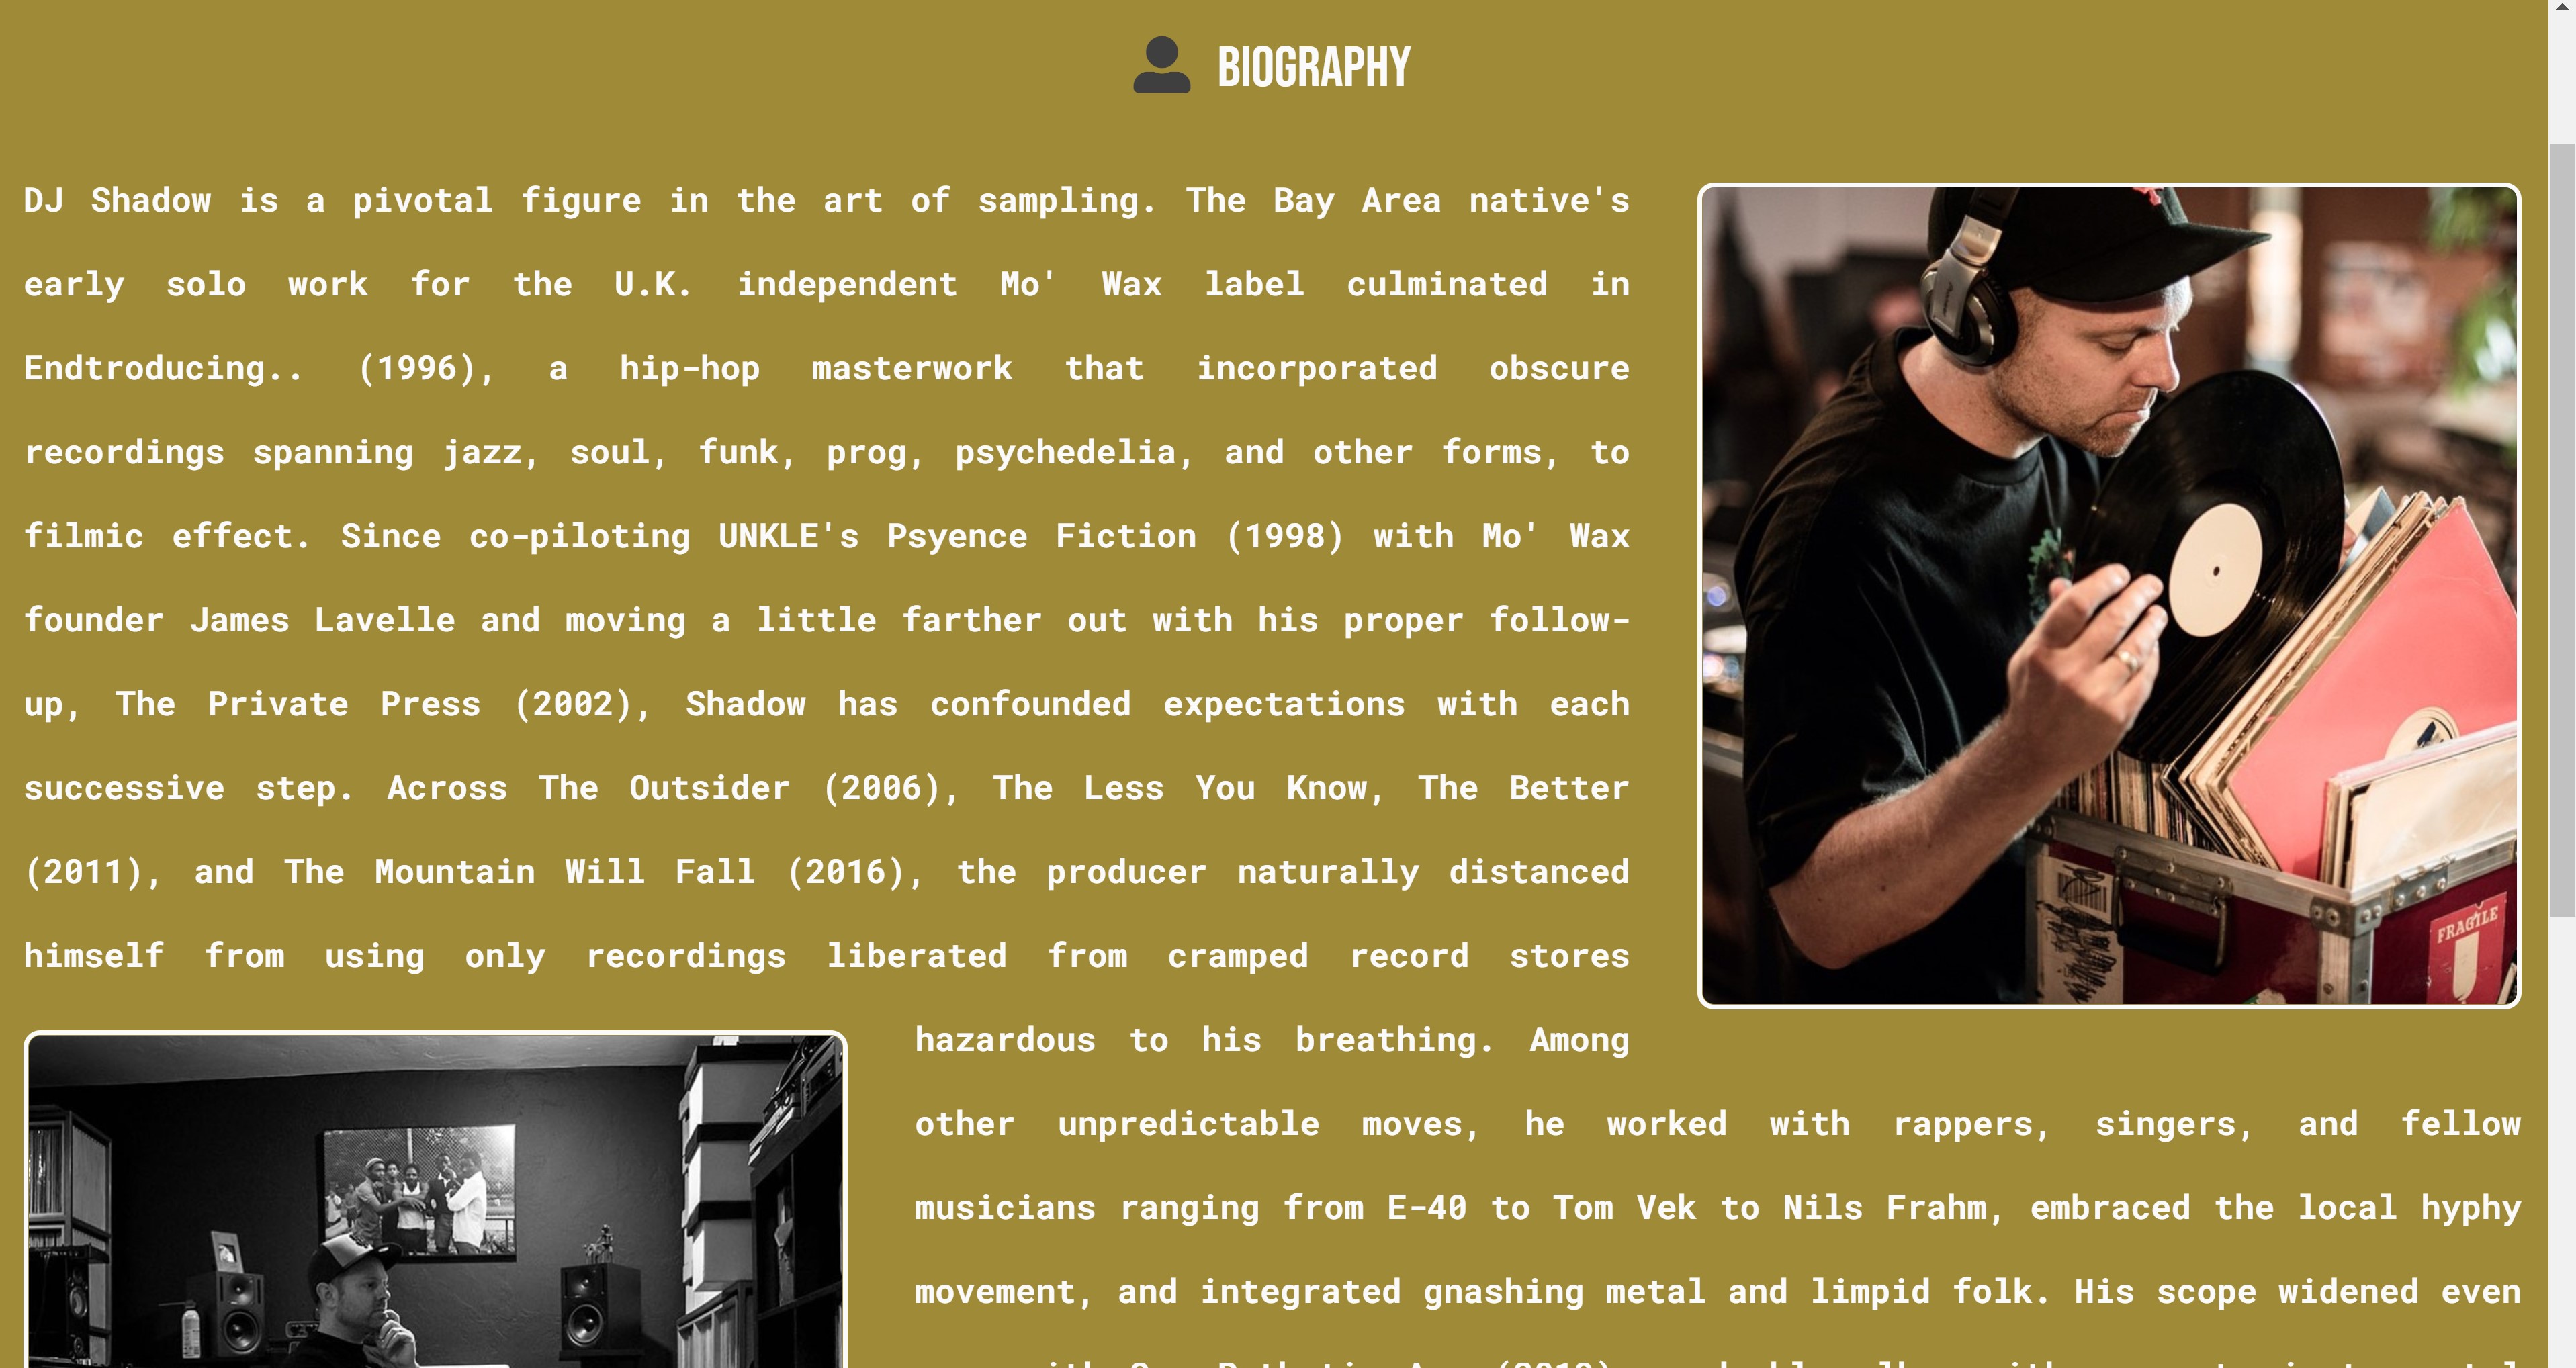 BIOGRAPHY
DJ Shadow is a pivotal figure in the art of sampling. The Bay Area native's
early solo work for the U.K. independent Mo' Wax label culminated in
Endtroducing.. (1996), a hip-hop masterwork that incorporated obscure
recordings spanning jazz, soul, funk, prog, psychedelia, and other forms, to
filmic effect. Since co-piloting UNKLE's Psyence Fiction (1998) with Mo' Wax
founder James Lavelle and moving a little farther out with his proper follow-
up, The Private Press (2002), Shadow has confounded expectations with each
successive step. Across The Outsider (2006), The Less You Know, The Better
(2011), and The Mountain Will Fall (2016), the producer naturally distanced
himself from using only recordings liberated from cramped record stores
hazardous to his breathing. Among
other unpredictable moves, he worked with rappers, singers, and fellow
musicians ranging from E-40 to Tom Vek to Nils Frahm, embraced the local hyphy
movement, and integrated gnashing metal and limpid folk. His scope widened even
FRAGILE